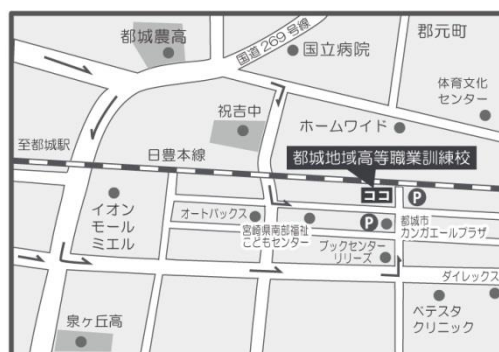 都城農高
国道269号線
国立病院
郡元町
体育文化
センター
祝吉中
ホームワイド
至都城駅
日豊本線
都城地域高等職業訓練校
ココ
P
イオン
モール
ミエル
オートバックス
宮崎県南部福祉
こどもセンター
P
都城市
カンガエールプラザ
ブックセンター
リリーズ
ダイレックス
ベテスタ
クリニック
泉ヶ丘高